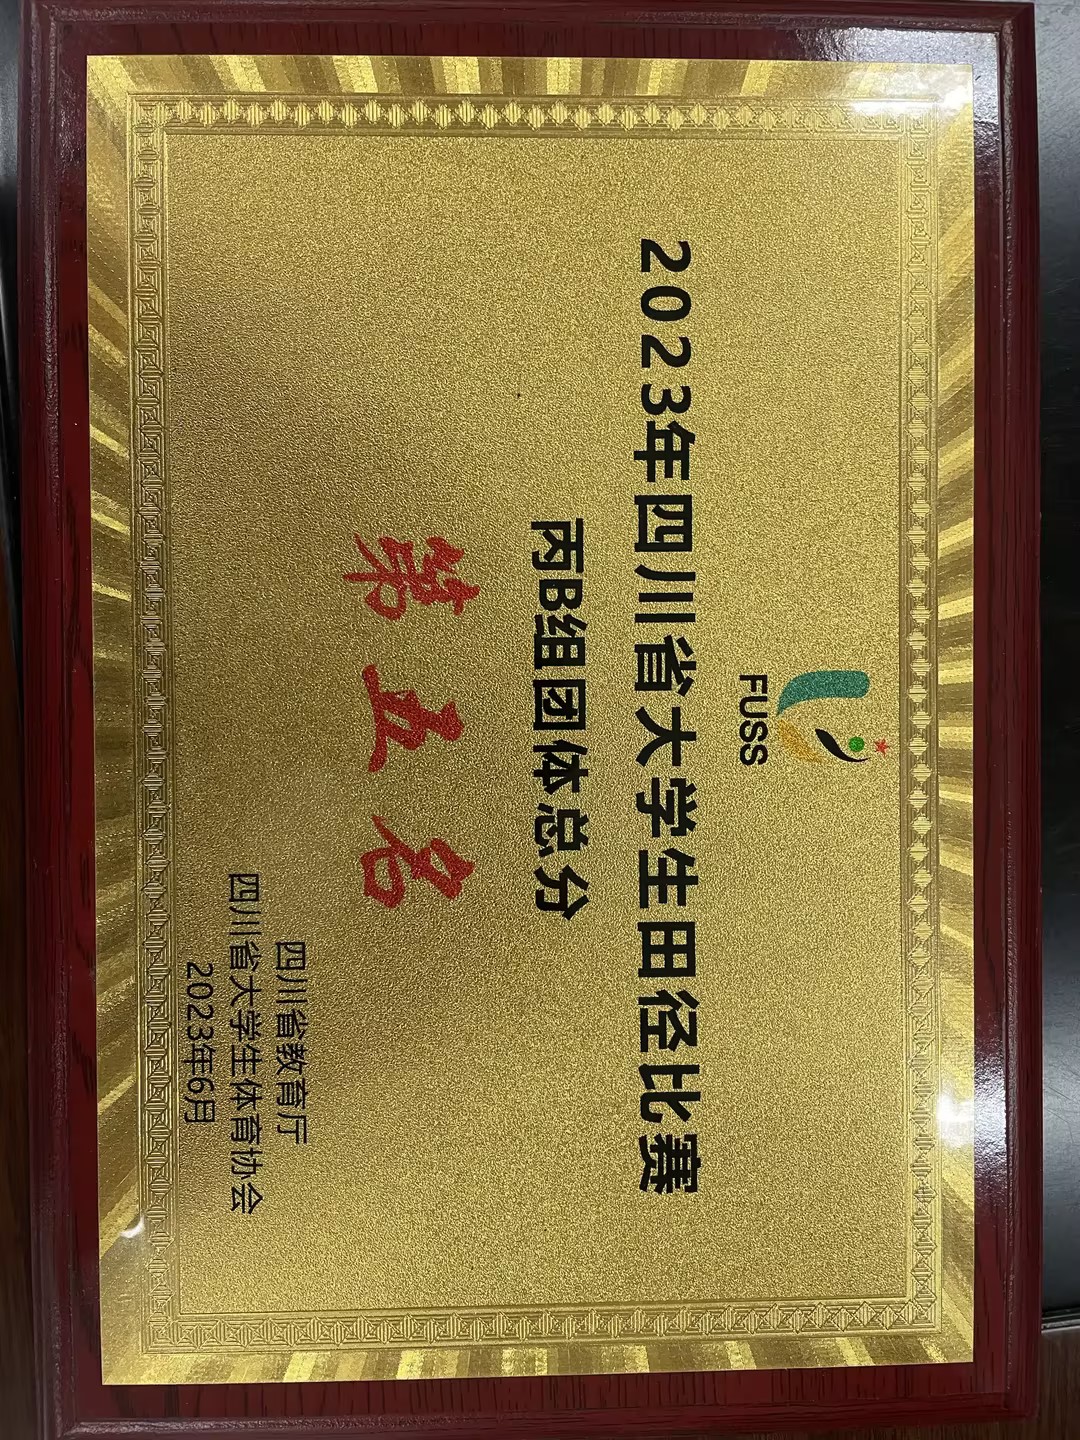 FUSS
2023年四川省大学生田径比赛
丙B组团体总分
第五名
四川省教育厅
四川省大学生体育协会
2023年6月